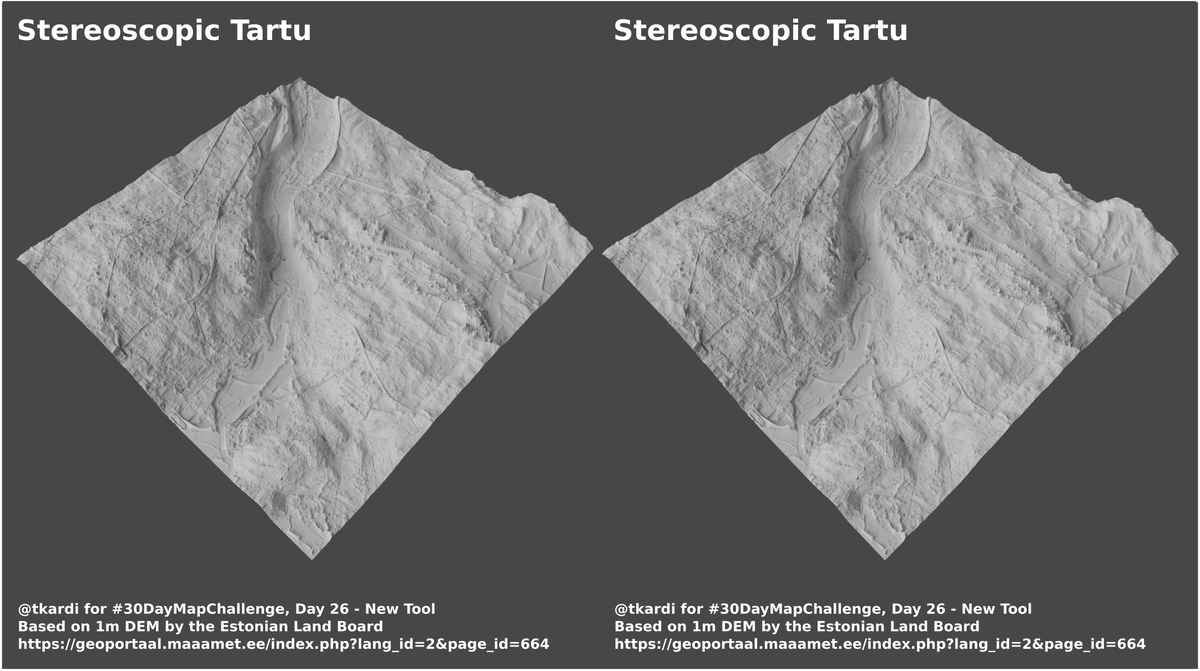 Stereoscopic Tartu
@tkardi for #30DayMapChallenge, Day 26 - New Tool
Based on 1m DEM by the Estonian Land Board
https://geoportaal.maaamet.ee/index.php?lang_id=2&page_id=664
Stereoscopic Tartu
@tkardi for #30DayMapChallenge, Day 26 - New Tool
Based on 1m DEM by the Estonian Land Board
https://geoportaal.maaamet.ee/index.php?lang_id=2&page_id=664